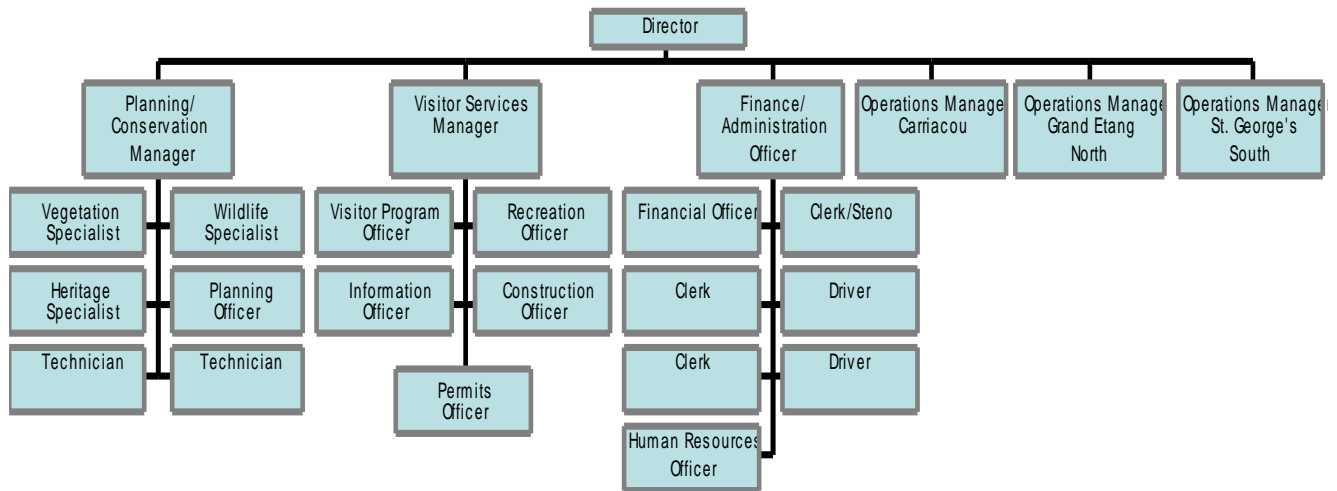 Director
Planning/
Conservation
Manager
Visitor Services
Manager
Finance/
Administration
Officer
Operations Manage
Carriacou
Operations Manage
Grand Etang
North
Operations Manager
St. George's
South
Vegetation
Specialist
Wildlife
Specialist
Visitor Program
Officer
Recreation
Officer
Financial Officer
Clerk/Steno
Heritage
Specialist
Planning
Officer
Information
Officer
Construction
Officer
Clerk
Driver
Technician
Technician
Permits
Officer
Clerk
Driver
Human Resources
Officer